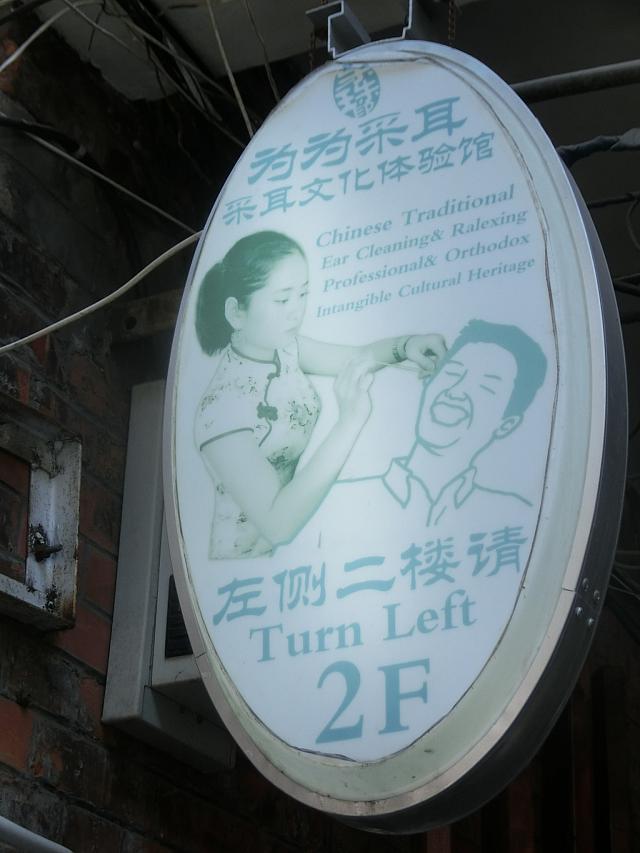 为为采耳
采耳文化体验馆
Chinese Traditional
Ear Cleaning& Ralexing
Professional& Orthodox
Intangible Cultural Heritage
左侧二楼请
Turn Left
2F